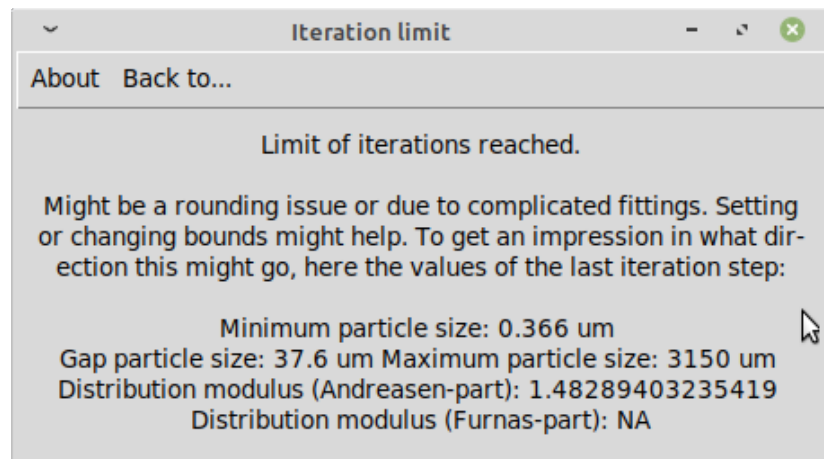 Iteration limit
About Back to...
Limit of iterations reached.
Might be a rounding issue or due to complicated fittings. Setting
or changing bounds might help. To get an impression in what dir-
ection this might go, here the values of the last iteration step:
Minimum particle size: 0.366 um
Gap particle size: 37.6 um Maximum particle size: 3150 um
Distribution modulus (Andreasen-part): 1.48289403235419
Distribution modulus (Furnas-part): NA